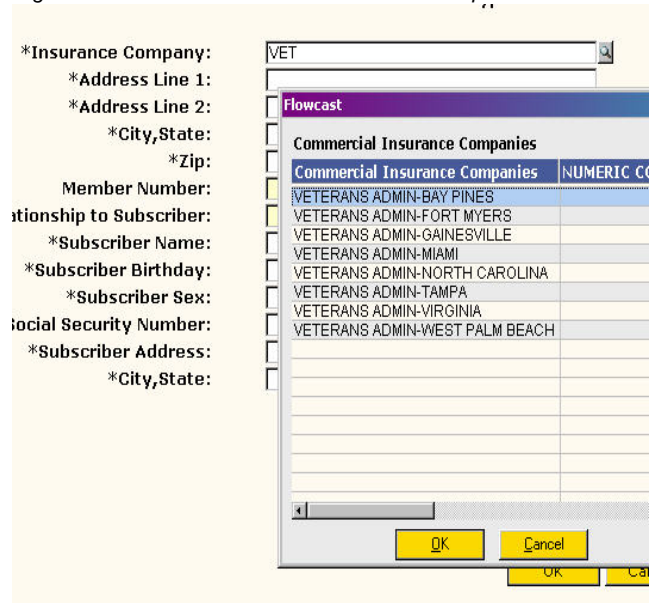 *Insurance Company: VET
*Address Line 1:
*Address Line 2:
*City,State:
*Zip:
Member Number:
ationship to Subscriber:
*Subscriber Name:
*Subscriber Birthday:
*Subscriber Sex:
Social Security Number:
*Subscriber Address:
*City,State:
Flowcast
Commercial Insurance Companies
Commercial Insurance Companies NUMERIC CO
VETERANS ADMIN-BAY PINES
VETERANS ADMIN-FORT MYERS
VETERANS ADMIN-GAINESVILLE
VETERANS ADMIN-MIAMI
VETERANS ADMIN-NORTH CAROLINA
VETERANS ADMIN-TAMPA
VETERANS ADMIN-VIRGINIA
VETERANS ADMIN-WEST PALM BEACH
OK Cancel
OK Ca